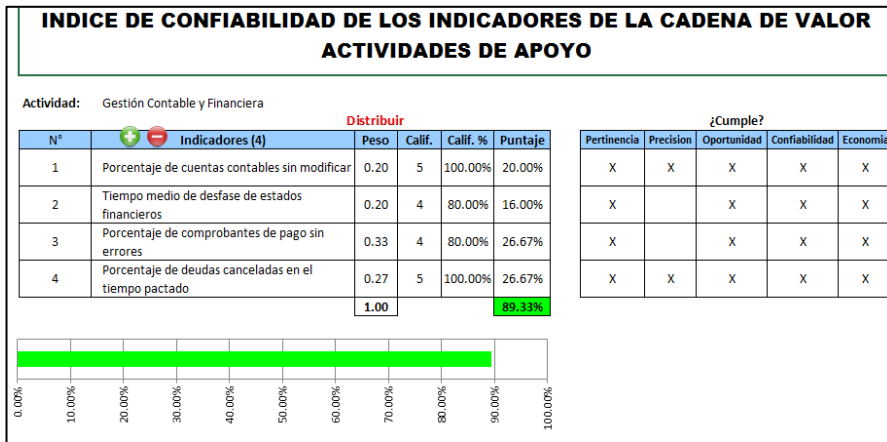 INDICE DE CONFIABILIDAD DE LOS INDICADORES DE LA CADENA DE VALOR
ACTIVIDADES DE APOYO
Actividad: Gestión Contable y Financiera
Distribuir ¿Cumple?
N° Indicadores (4) Peso Calif. Calif. % Puntaje Pertinencia Precision Oportunidad Confiabilidad Economia
1 Porcentaje de cuentas contables sin modificar 0.20 5 100.00% 20.00% X X X X X
2 Tiempo medio de desfase de estados
financieros 0.20 4 80.00% 16.00% X X X X
3 Porcentaje de comprobantes de pago sin
errores 0.33 4 80.00% 26.67% X X X X
4 Porcentaje de deudas canceladas en el
tiempo pactado 0.27 5 100.00% 26.67% X X X X X
1.00 89.33%
0.00% 10.00% 20.00% 30.00% 40.00% 50.00% 60.00% 70.00% 80.00% 90.00% 100.00%